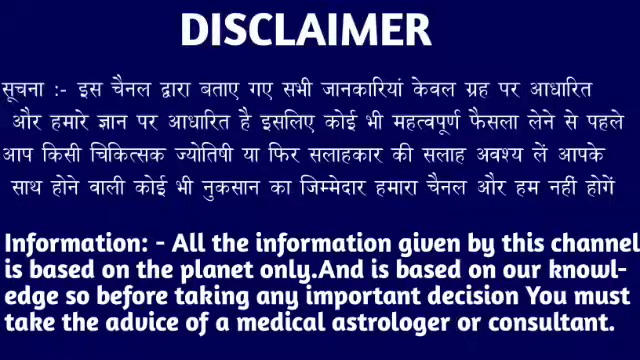 DISCLAIMER
सूचना :- इस चैनल द्वारा बताए गए सभी जानकारियां केवल ग्रह पर आधारित
और हमारे ज्ञान पर आधारित है इसलिए कोई भी महत्वपूर्ण फैसला लेने से पहले
आप किसी चिकित्सक ज्योतिषी या फिर सलाहकार की सलाह अवश्य लें आपके
साथ होने वाली कोई भी नुकसान का जिम्मेदार हमारा चैनल और हम नहीं होगें
Information: - All the information given by this channel
is based on the planet only.And is based on our knowl-
edge so before taking any important decision You must
take the advice of a medical astrologer or consultant.